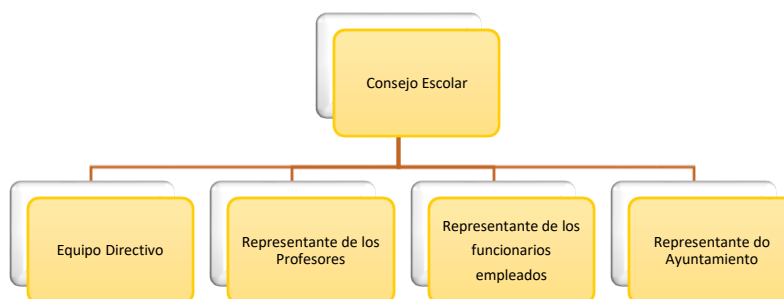 Consejo Escolar
Equipo Directivo
Representante de los
Profesores
Representante de los
funcionarios
empleados
Representante do
Ayuntamiento